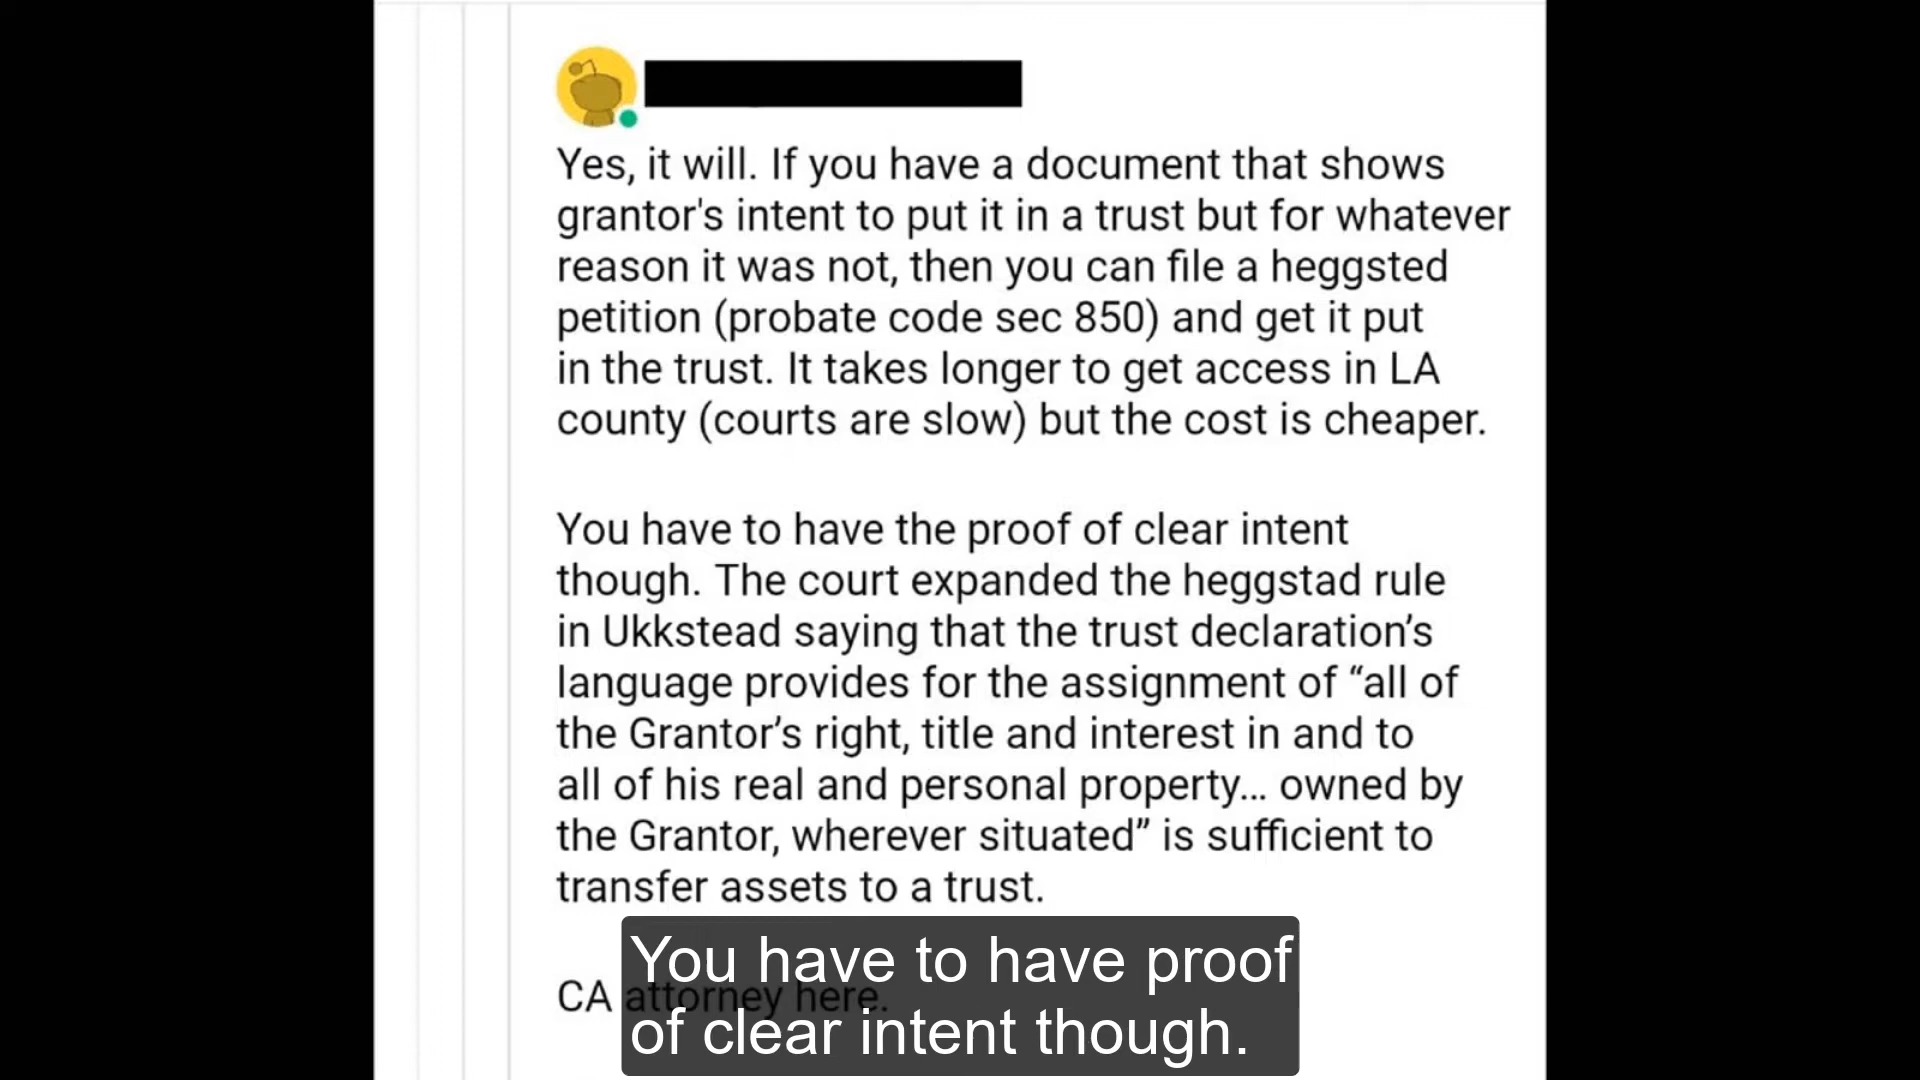 Yes, it will. If you have a document that shows
grantor's intent to put it in a trust but for whatever
reason it was not, then you can file a heggsted
petition (probate code sec 850) and get it put
in the trust. It takes longer to get access in LA
county (courts are slow) but the cost is cheaper.
You have to have the proof of clear intent
though. The court expanded the heggstad rule
in Ukkstead saying that the trust declaration’s
language provides for the assignment of “all of
the Grantor’s right, title and interest in and to
all of his real and personal property... owned by
the Grantor, wherever situated” is sufficient to
transfer assets to a trust.
CA attorney here.
You have to have proof
of clear intent though.